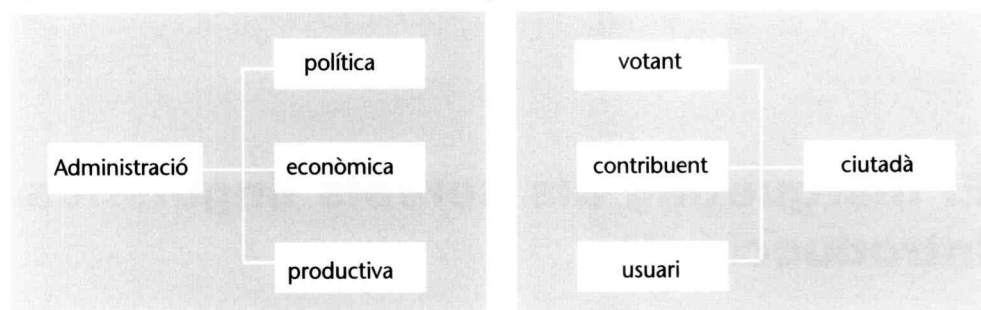 política
Administració
econòmica
productiva
votant
contribuent
ciutadà
usuari